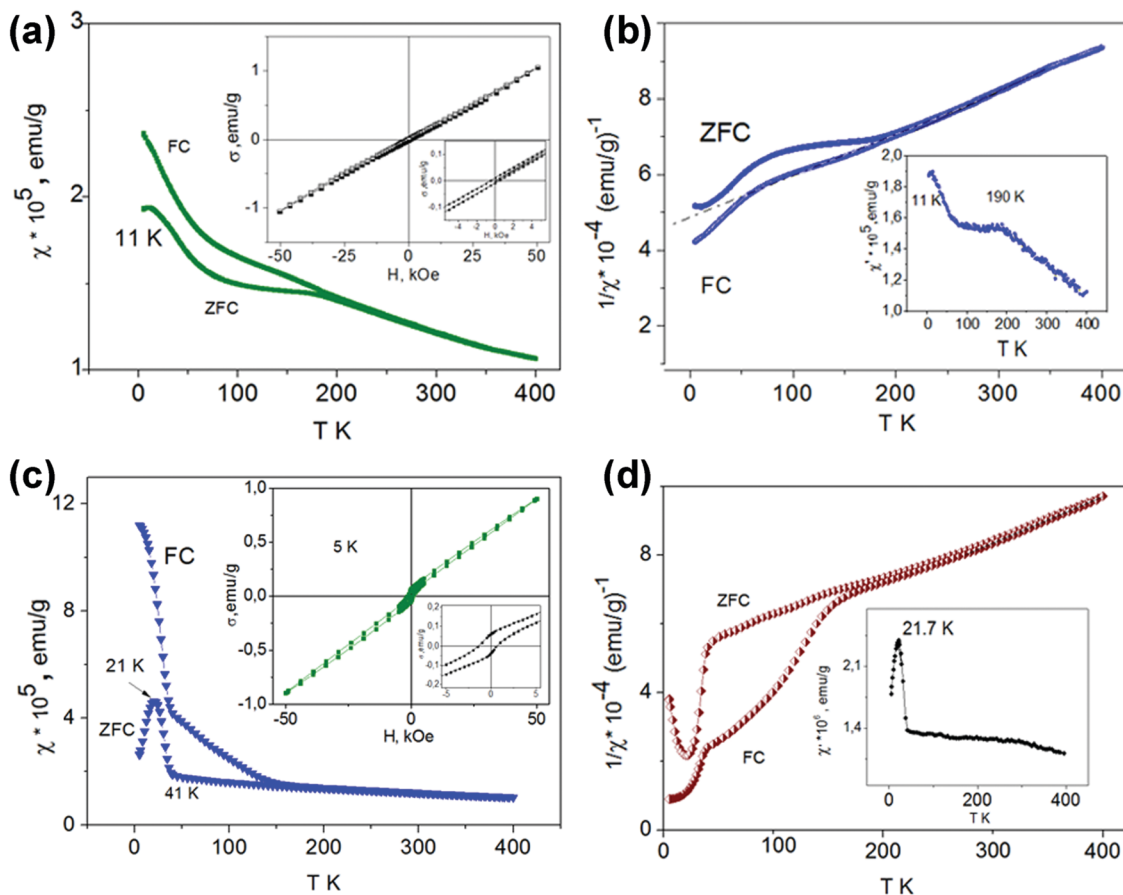 (a)
3
2
1
χ * 10^5, emu/g
FC
11 K
ZFC
0 100 200 300 400
T K
1
0
-1
σ ,emu/g
-50 -25 0 25 50
H, kOe
0,1
0,0
-0,1
σ ,emu/g
-4 -2 0 2 4
H, kOe
(b)
8
6
4
2
1/χ* 10^-4 (emu/g)^-1
ZFC
FC
0 100 200 300 400
T K
1,9
1,8
1,6
1,5
1,4
1,2
1,1
1,0
χ' * 10^5,emu/g
11 K
190 K
0 100 200 300 400
T K
(c)
12
8
4
0
χ * 10^5, emu/g
FC
21 K
ZFC
41 K
0 100 200 300 400
T K
1,0
0,5
0,0
-0,5
-1,0
σ,emu/g
5 K
-50 0 50
H, kOe
0,2
0,1
0,0
-0,1
-0,2
σ,emu/g
-5 0 5
(d)
8
4
0
1/χ* 10^-4 (emu/g)^-1
ZFC
FC
0 100 200 300 400
T K
2,1
1,4
21.7 K
0 200 400
T K